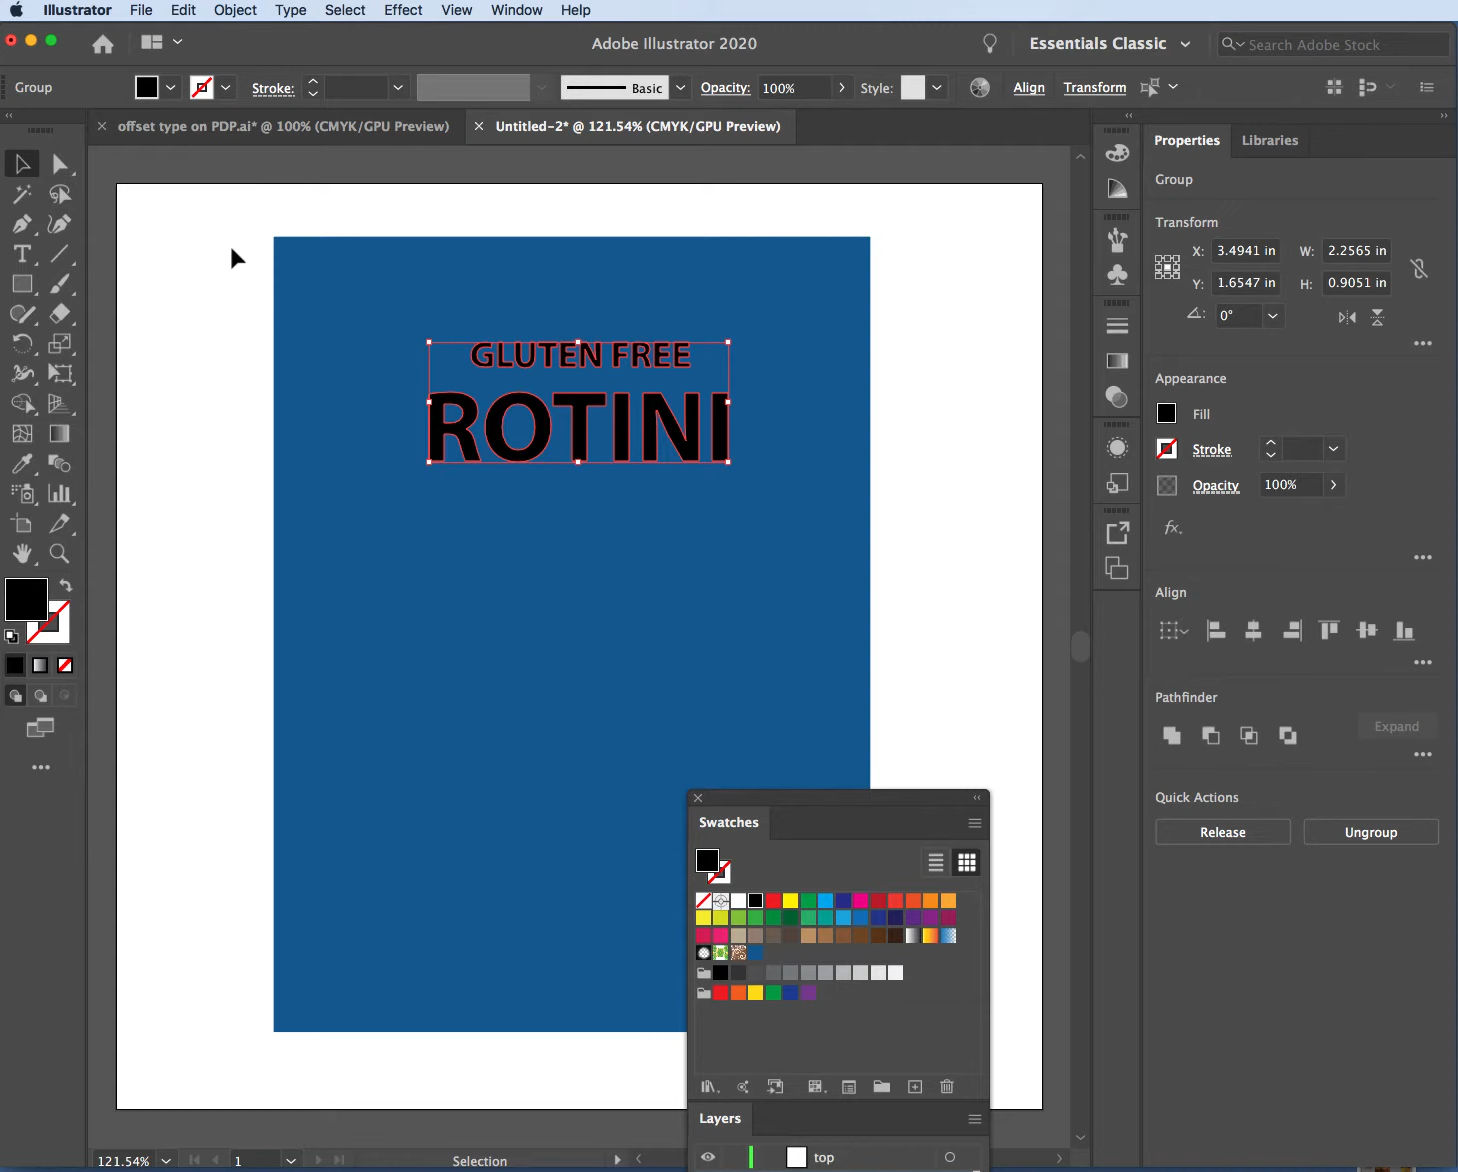 Illustrator File Edit Object Type Select Effect View Window Help
Adobe Illustrator 2020
Essentials Classic
Search Adobe Stock
Group
Stroke:
Basic
Opacity: 100%
Style:
Align Transform
offset type on PDP.ai* @ 100% (CMYK/GPU Preview)
Untitled-2* @ 121.54% (CMYK/GPU Preview)
Properties Libraries
Group
Transform
X: 3.4941 in W: 2.2565 in
Y: 1.6547 in H: 0.9051 in
0°
Appearance
Fill
Stroke
Opacity 100%
fx.
Align
Pathfinder
Expand
Quick Actions
Release Ungroup
GLUTEN FREE
ROTINI
Swatches
Layers
top
121.54% 1 Selection